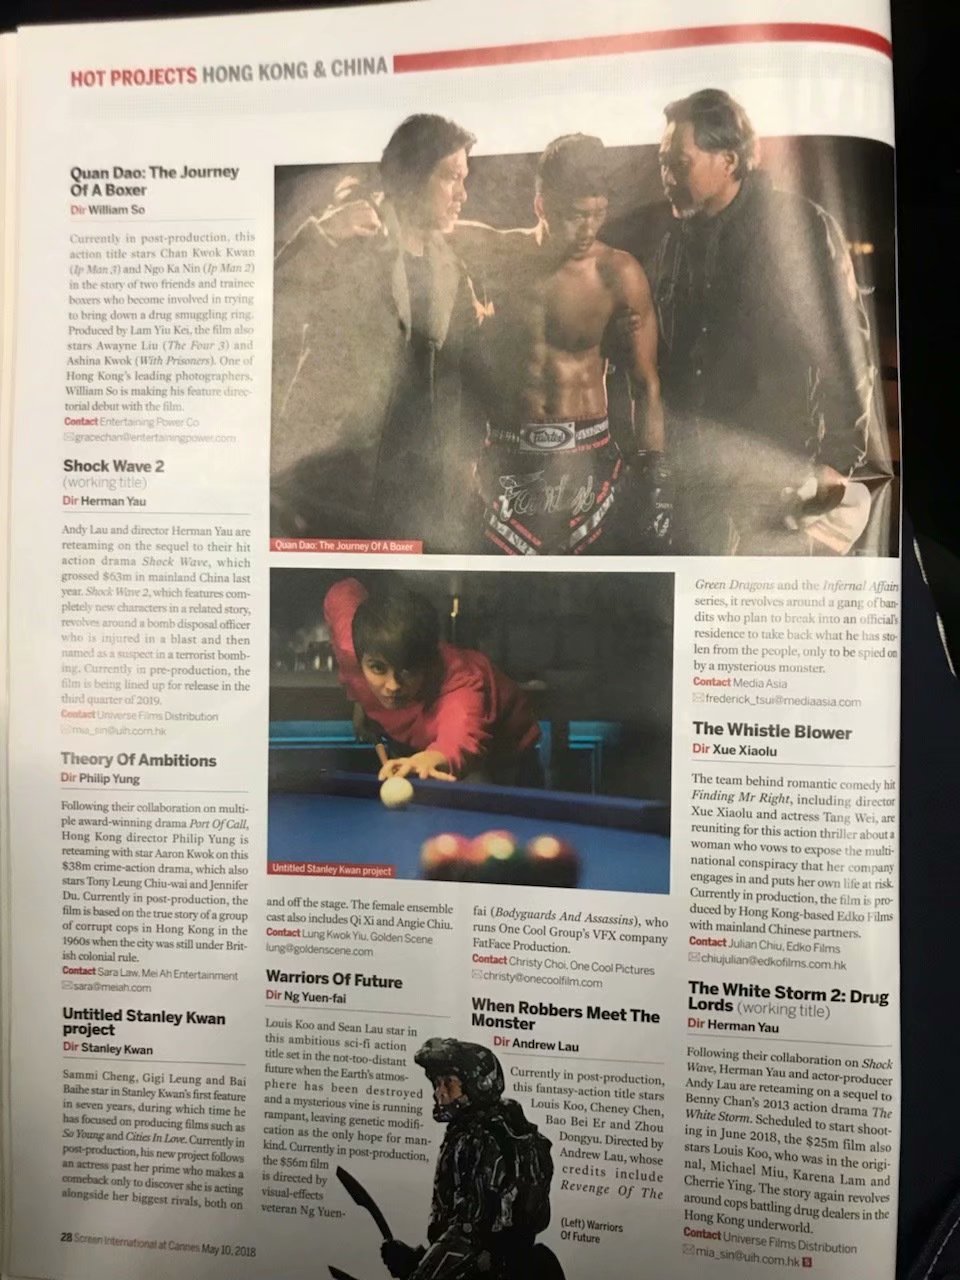 HOT PROJECTS HONG KONG & CHINA
Quan Dao: The Journey
Of A Boxer
Dir William So
Currently in post-production, this
action title stars Chan Kwok Kwan
(Ip Man 3) and Ngo Ka Nin (Ip Man 2)
in the story of two friends and trainee
boxers who become involved in trying
to bring down a drug smuggling ring.
Produced by Lam Yiu Kei, the film also
stars Awayne Liu (The Four 3) and
Ashina Kwok (With Prisoners). One of
Hong Kong's leading photographers,
William So is making his feature direc-
torial debut with the film.
Contact Entertaining Power Co
gracechan@entertainingpower.com
Shock Wave 2
(working title)
Dir Herman Yau
Andy Lau and director Herman Yau are
reteaming on the sequel to their hit
action drama Shock Wave, which
grossed $63m in mainland China last
year. Shock Wave 2, which features com-
pletely new characters in a related story,
revolves around a bomb disposal officer
who is injured in a blast and then
named as a suspect in a terrorist bomb-
ing. Currently in pre-production, the
film is being lined up for release in the
third quarter of 2019.
Contact Universe Films Distribution
mia_sin@uih.com.hk
Theory Of Ambitions
Dir Philip Yung
Following their collaboration on multi-
ple award-winning drama Port Of Call,
Hong Kong director Philip Yung is
reteaming with star Aaron Kwok on this
$38m crime-action drama, which also
stars Tony Leung Chiu-wai and Jennifer
Du. Currently in post-production, the
film is based on the true story of a group
of corrupt cops in Hong Kong in the
1960s when the city was still under Brit-
ish colonial rule.
Contact Sara Law, Mei Ah Entertainment
sara@meiah.com
Untitled Stanley Kwan
project
Dir Stanley Kwan
Sammi Cheng, Gigi Leung and Bai
Baihe star in Stanley Kwan's first feature
in seven years, during which time he
has focused on producing films such as
So Young and Cities In Love. Currently in
post-production, his new project follows
an actress past her prime who makes a
comeback only to discover she is acting
alongside her biggest rivals, both on
Fairtex
Fairtex
Quan Dao: The Journey Of A Boxer
Untitled Stanley Kwan project
and off the stage. The female ensemble
cast also includes Qi Xi and Angie Chiu.
Contact Lung Kwok Yiu, Golden Scene
lung@goldenscene.com
Warriors Of Future
Dir Ng Yuen-fai
Louis Koo and Sean Lau star in
this ambitious sci-fi action
title set in the not-too-distant
future when the Earth's atmos-
phere has been destroyed
and a mysterious vine is running
rampant, leaving genetic modifi-
cation as the only hope for man-
kind. Currently in post-production,
the $56m film
is directed by
visual-effects
veteran Ng Yuen-
fai (Bodyguards And Assassins), who
runs One Cool Group's VFX company
FatFace Production.
Contact Christy Choi, One Cool Pictures
christy@onecoolfilm.com
When Robbers Meet The
Monster
Dir Andrew Lau
Currently in post-production,
this fantasy-action title stars
Louis Koo, Cheney Chen,
Bao Bei Er and Zhou
Dongyu. Directed by
Andrew Lau, whose
credits include
Revenge Of The
(Left) Warriors
Of Future
Green Dragons and the Infernal Affairs
series, it revolves around a gang of ban-
dits who plan to break into an official's
residence to take back what he has sto-
len from the people, only to be spied on
by a mysterious monster.
Contact Media Asia
frederick_tsui@mediaasia.com
The Whistle Blower
Dir Xue Xiaolu
The team behind romantic comedy hit
Finding Mr Right, including director
Xue Xiaolu and actress Tang Wei, are
reuniting for this action thriller about a
woman who vows to expose the multi-
national conspiracy that her company
engages in and puts her own life at risk.
Currently in production, the film is pro-
duced by Hong Kong-based Edko Films
with mainland Chinese partners.
Contact Julian Chiu, Edko Films
chiujulian@edkofilms.com.hk
The White Storm 2: Drug
Lords (working title)
Dir Herman Yau
Following their collaboration on Shock
Wave, Herman Yau and actor-producer
Andy Lau are reteaming on a sequel to
Benny Chan's 2013 action drama The
White Storm. Scheduled to start shoot-
ing in June 2018, the $25m film also
stars Louis Koo, who was in the origi-
nal, Michael Miu, Karena Lam and
Cherrie Ying. The story again revolves
around cops battling drug dealers in the
Hong Kong underworld.
Contact Universe Films Distribution
mia_sin@uih.com.hk S
28 Screen International at Cannes May 10, 2018